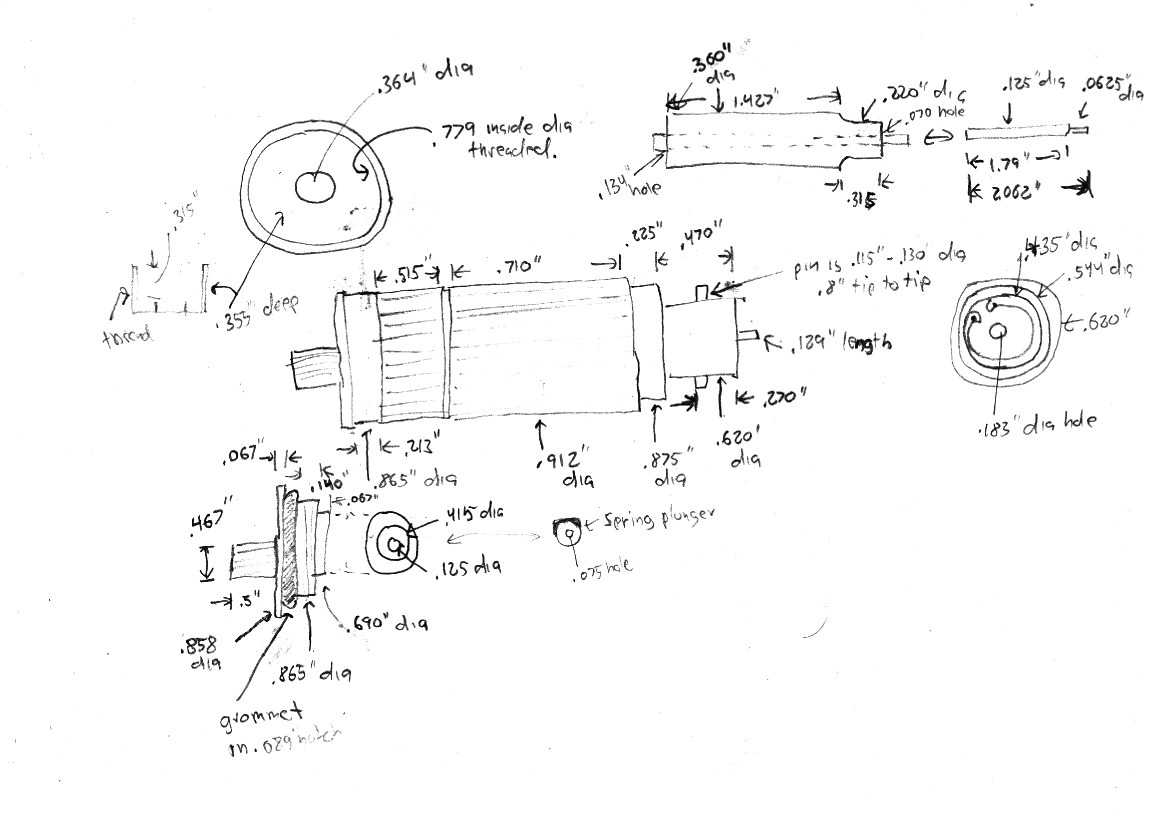 .364" dia
.779 inside dia
threaded.
.315"
.355" deep
thread
.360"
dia
1.427"
.220" dia
.070 hole
.134" hole
.315
.125" dia
.0625"
dia
1.79"
2.062"
.515"
.710"
.225"
.470"
pin is .115"-.130 dia
.8" tip to tip
.129" length
.270"
.435" dia
.544" dia
.620"
.183" dia hole
.213"
.865" dia
.912"
dia
.875"
dia
.620"
dia
.067"
.140"
.067"
.467"
.5"
.415 dia
.125 dia
spring plunger
.075 hole
.858
dia
.690" dia
.865" dia
grommet
in .029" notch